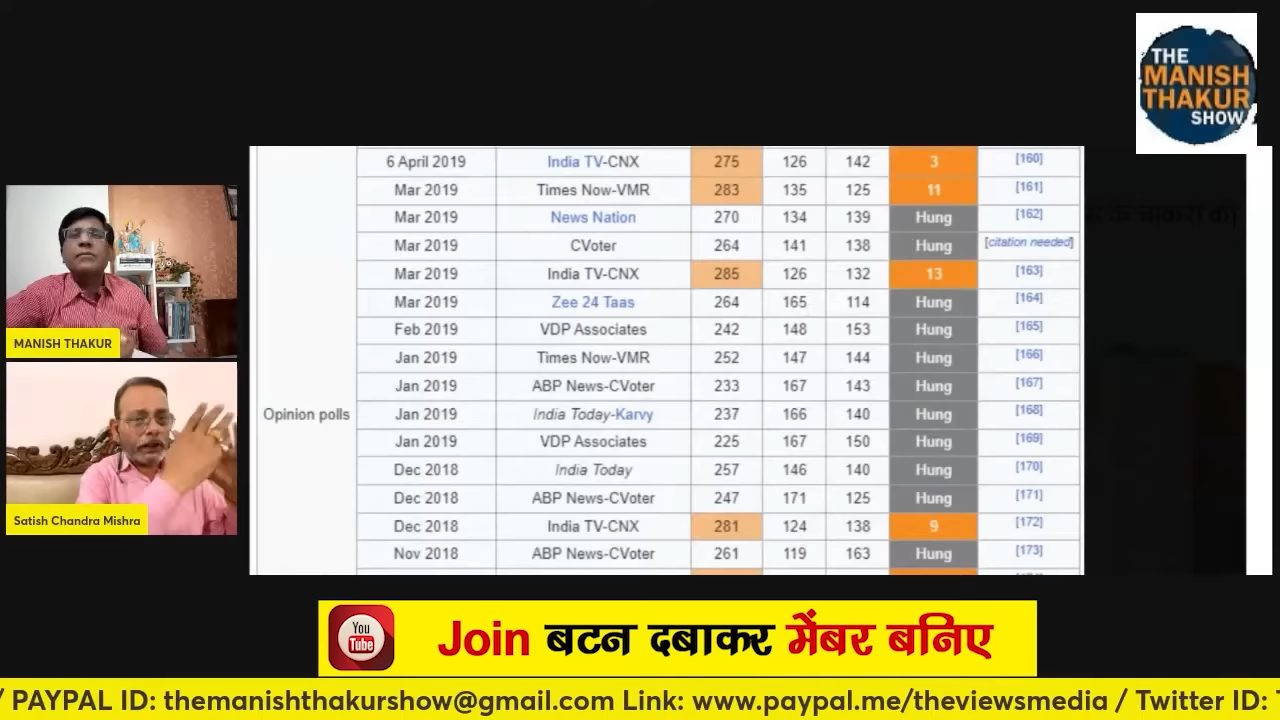 THE
MANISH
THAKUR
SHOW
6 April 2019 India TV-CNX 275 126 142 3 [160]
Mar 2019 Times Now-VMR 283 135 125 11 [161]
Mar 2019 News Nation 270 134 139 Hung [162]
Mar 2019 CVoter 264 141 138 Hung [citation needed]
Mar 2019 India TV-CNX 285 126 132 13 [163]
Mar 2019 Zee 24 Taas 264 165 114 Hung [164]
Feb 2019 VDP Associates 242 148 153 Hung [165]
Jan 2019 Times Now-VMR 252 147 144 Hung [166]
Jan 2019 ABP News-CVoter 233 167 143 Hung [167]
Opinion polls Jan 2019 India Today-Karvy 237 166 140 Hung [168]
Jan 2019 VDP Associates 225 167 150 Hung [169]
Dec 2018 India Today 257 146 140 Hung [170]
Dec 2018 ABP News-CVoter 247 171 125 Hung [171]
Dec 2018 India TV-CNX 281 124 138 9 [172]
Nov 2018 ABP News-CVoter 261 119 163 Hung [173]
MANISH THAKUR
Satish Chandra Mishra
You
Tube
Join बटन दबाकर मेंबर बनिए
/ PAYPAL ID: themanishthakurshow@gmail.com Link: www.paypal.me/theviewsmedia / Twitter ID: